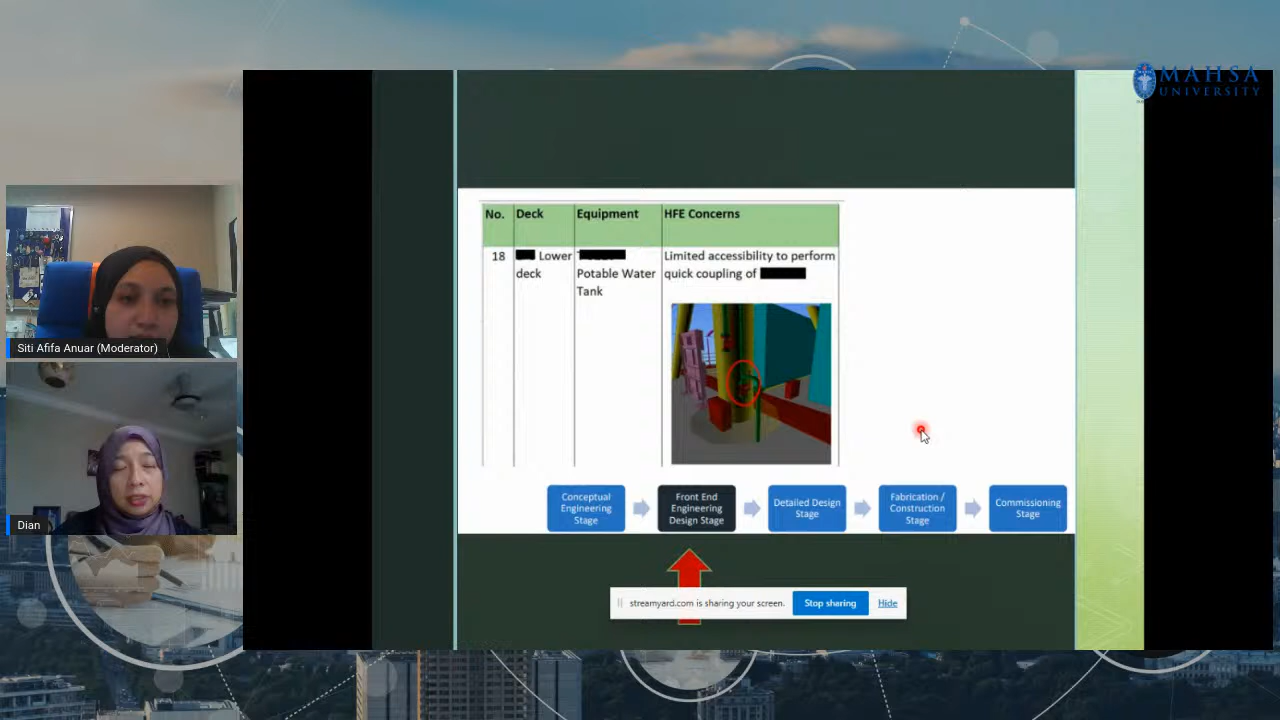 MAHSA
UNIVERSITY
No.
Deck
Equipment
HFE Concerns
18
Lower
deck
Potable Water
Tank
Limited accessibility to perform
quick coupling of
Siti Afifa Anuar (Moderator)
Dian
Conceptual
Engineering
Stage
Front End
Engineering
Design Stage
Detailed Design
Stage
Fabrication /
Construction
Stage
Commissioning
Stage
streamyard.com is sharing your screen.
Stop sharing
Hide